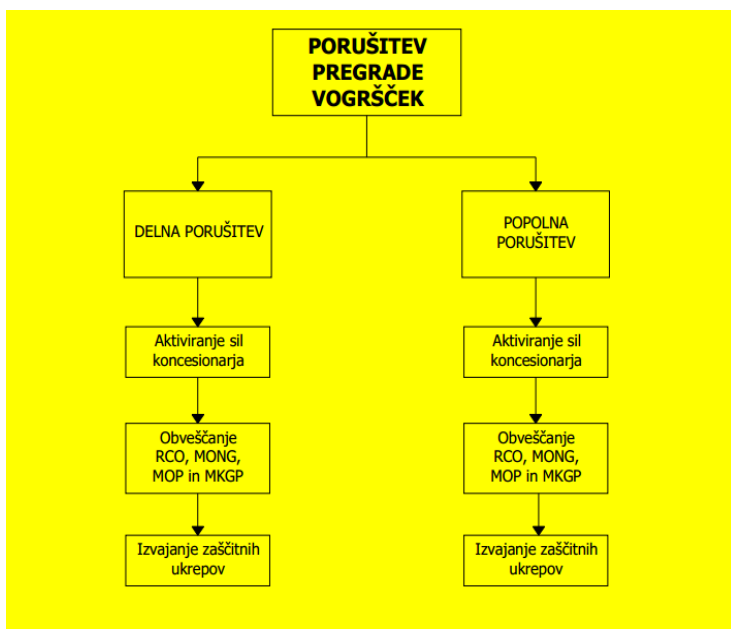 PORUŠITEV
PREGRADE
VOGRŠČEK
DELNA PORUŠITEV
POPOLNA
PORUŠITEV
Aktiviranje sil
koncesionarja
Aktiviranje sil
koncesionarja
Obveščanje
RCO, MONG,
MOP in MKGP
Obveščanje
RCO, MONG,
MOP in MKGP
Izvajanje zaščitnih
ukrepov
Izvajanje zaščitnih
ukrepov